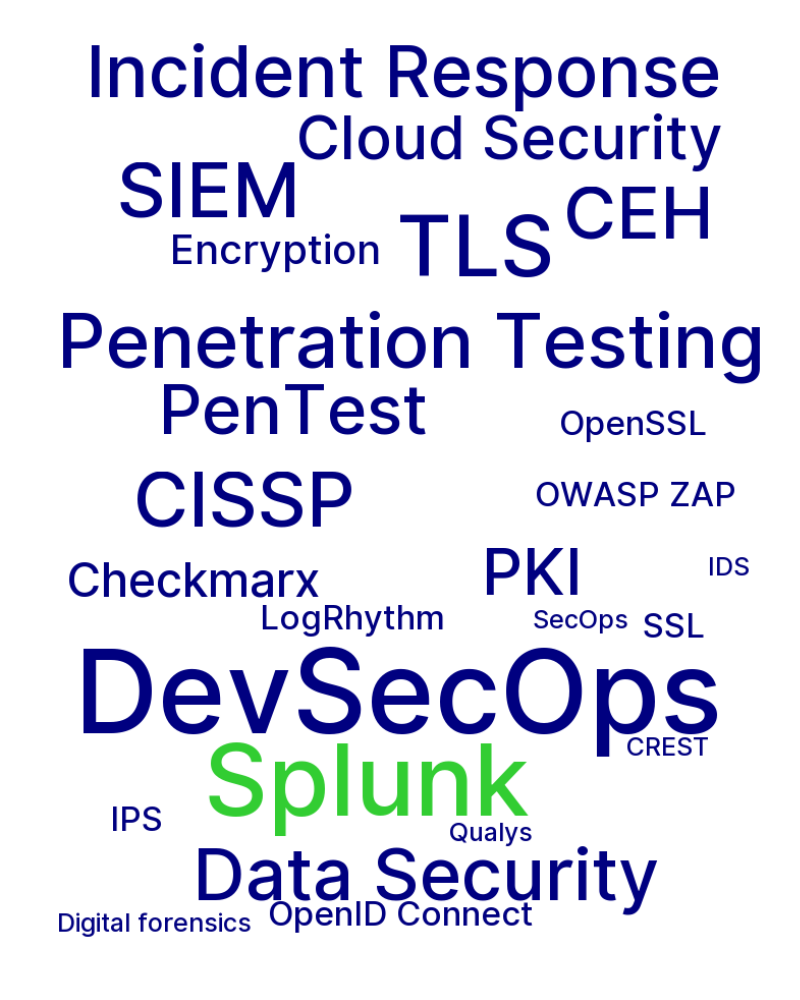 Incident Response
Cloud Security
SIEM
CEH
TLS
Encryption
Penetration Testing
PenTest
OpenSSL
CISSP
OWASP ZAP
PKI
IDS
Checkmarx
LogRhythm
SecOps
SSL
DevSecOps
CREST
Splunk
IPS
Qualys
Data Security
OpenID Connect
Digital forensics